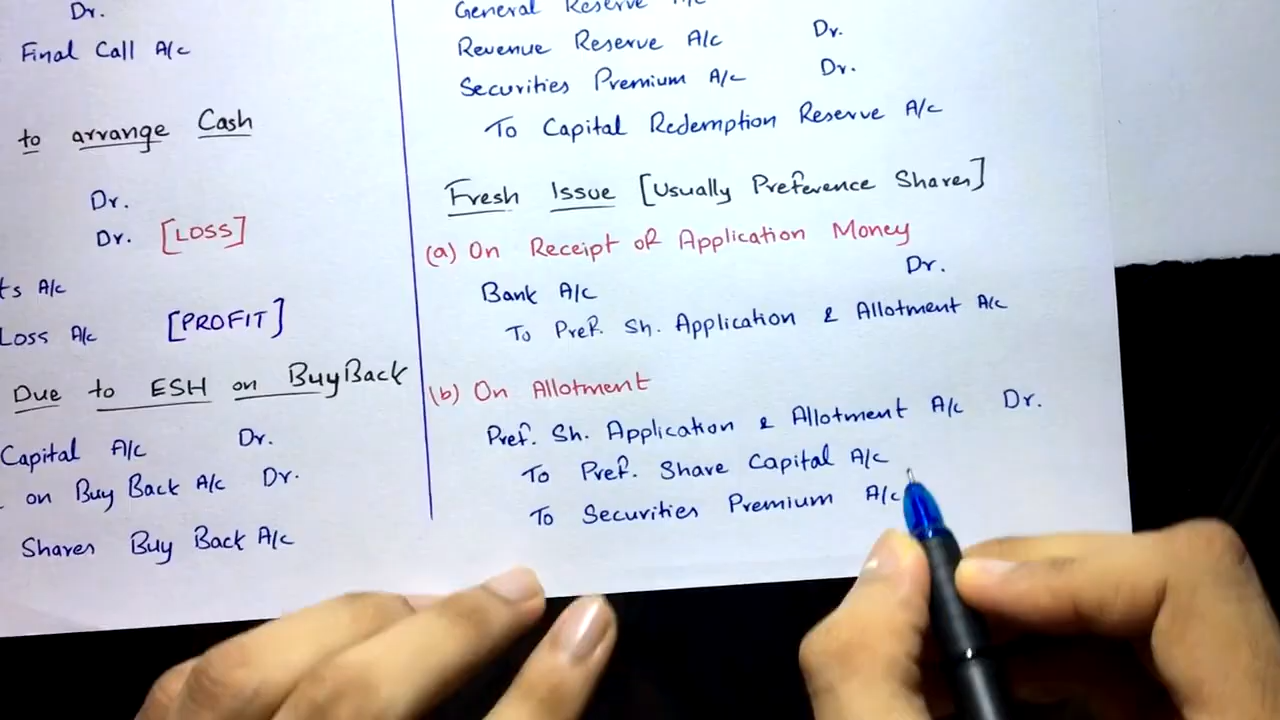 Dr.
Final Call A/c
to arrange Cash
Dr.
Dr. [LOSS]
ts A/c
Loss A/c [PROFIT]
Due to ESH on BuyBack
Capital A/c Dr.
on Buy Back A/c Dr.
Shares Buy Back A/c
General Reserve A/c
Revenue Reserve A/c Dr.
Securities Premium A/c Dr.
To Capital Redemption Reserve A/c
Fresh Issue [Usually Preference Shares]
(a) On Receipt of Application Money
Bank A/c Dr.
To Pref. Sh. Application & Allotment A/c
(b) On Allotment
Pref. Sh. Application & Allotment A/c Dr.
To Pref. Share Capital A/c
To Securities Premium A/c